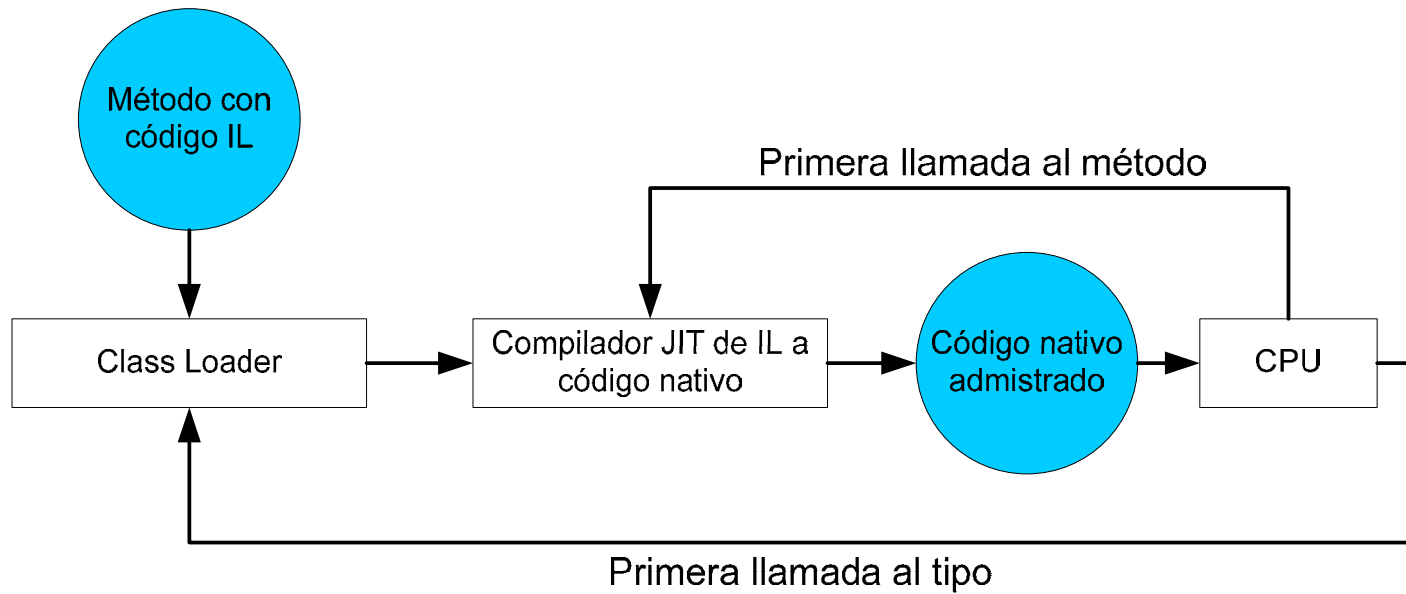 Método con
código IL
Primera llamada al método
Class Loader
Compilador JIT de IL a
código nativo
Código nativo
admistrado
CPU
Primera llamada al tipo